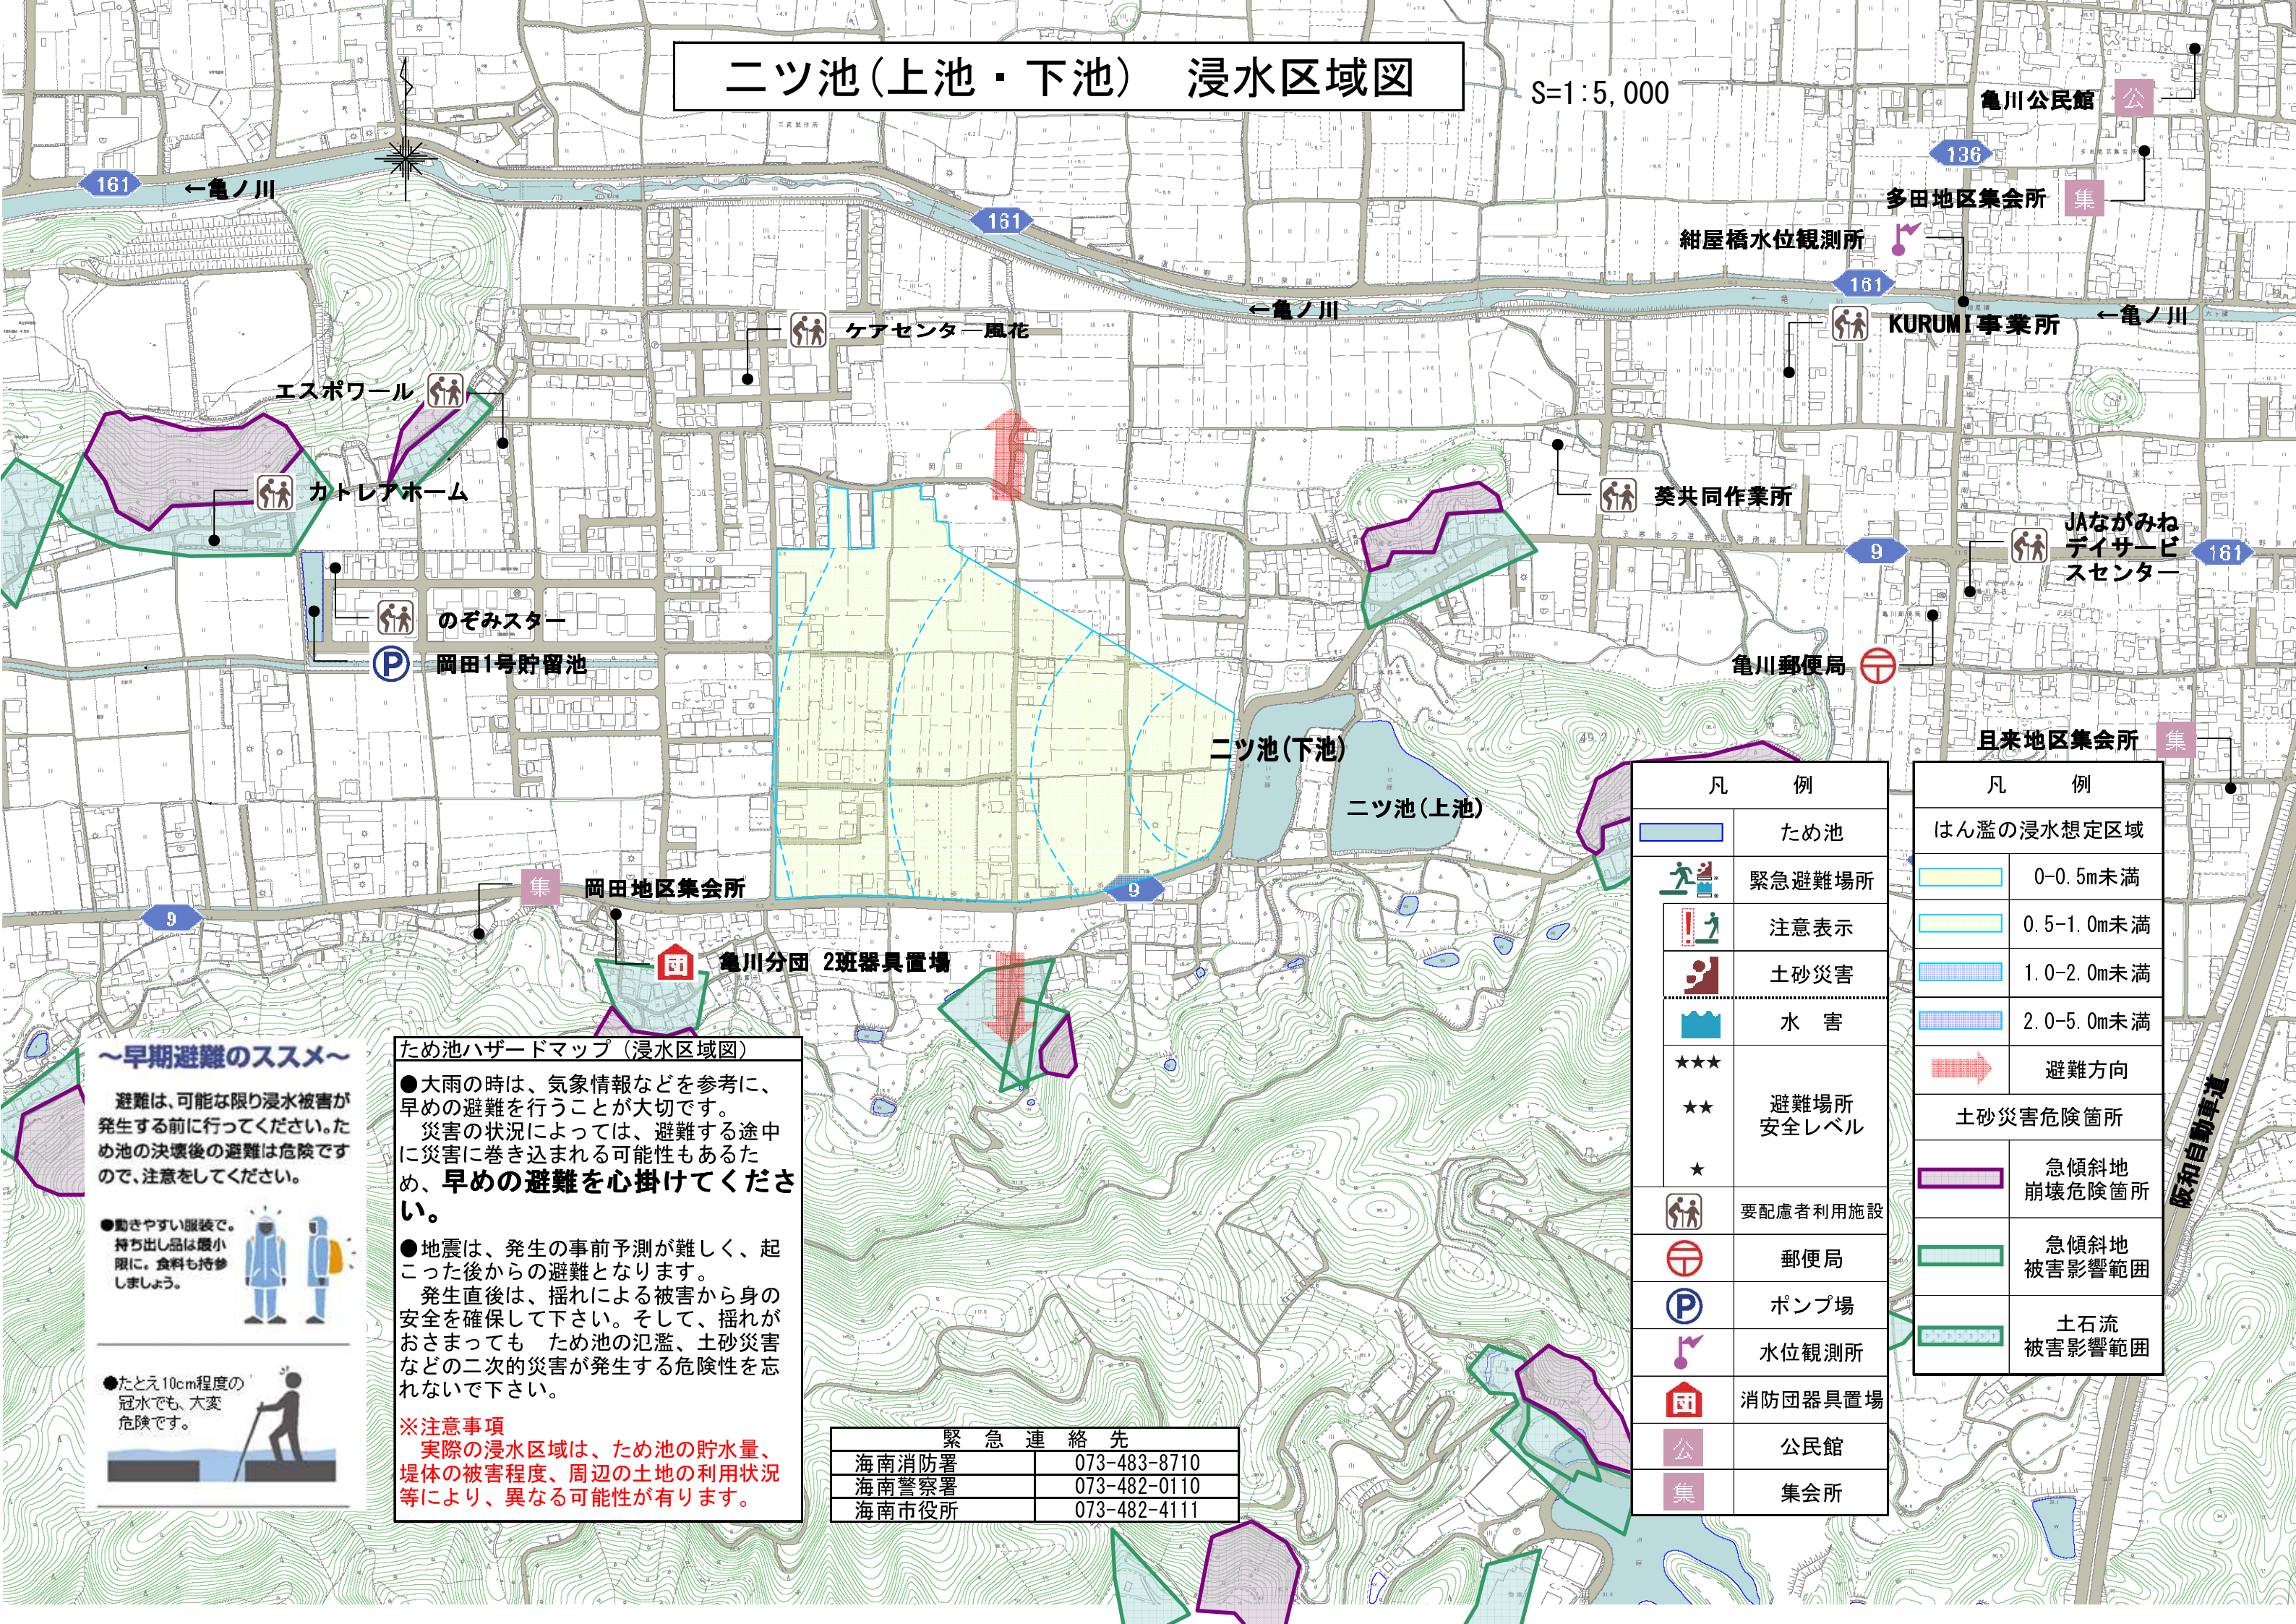 二ツ池(上池・下池)　浸水区域図
S=1:5,000
亀川公民館
公
136
多田地区集会所
集
161
←亀ノ川
161
紺屋橋水位観測所
161
←亀ノ川
←亀ノ川
ケアセンター風花
KURUMI事業所
エスポワール
カトレアホーム
葵共同作業所
JAながみね
デイサービ
スセンター
9
161
のぞみスター
P
岡田1号貯留池
亀川郵便局
二ツ池(下池)
且来地区集会所
集
二ツ池(上池)
集
岡田地区集会所
9
9
団
亀川分団 2班器具置場
阪和自動車道
～早期避難のススメ～
避難は、可能な限り浸水被害が
発生する前に行ってください。た
め池の決壊後の避難は危険です
ので、注意をしてください。
●動きやすい服装で。
持ち出し品は最小
限に。食料も持参
しましょう。
●たとえ10cm程度の
冠水でも、大変
危険です。
ため池ハザードマップ（浸水区域図）
●大雨の時は、気象情報などを参考に、
早めの避難を行うことが大切です。
災害の状況によっては、避難する途中
に災害に巻き込まれる可能性もあるた
め、早めの避難を心掛けてくださ
い。
●地震は、発生の事前予測が難しく、起
こった後からの避難となります。
発生直後は、揺れによる被害から身の
安全を確保して下さい。そして、揺れが
おさまっても　ため池の氾濫、土砂災害
などの二次的災害が発生する危険性を忘
れないで下さい。
※注意事項
実際の浸水区域は、ため池の貯水量、
堤体の被害程度、周辺の土地の利用状況
等により、異なる可能性が有ります。
緊急連絡先
海南消防署 073-483-8710
海南警察署 073-482-0110
海南市役所 073-482-4111
凡　例
ため池
緊急避難場所
注意表示
土砂災害
水　害
★★★
★★
避難場所
安全レベル
★
要配慮者利用施設
郵便局
P ポンプ場
水位観測所
団 消防団器具置場
公 公民館
集 集会所
凡　例
はん濫の浸水想定区域
0-0.5m未満
0.5-1.0m未満
1.0-2.0m未満
2.0-5.0m未満
避難方向
土砂災害危険箇所
急傾斜地
崩壊危険箇所
急傾斜地
被害影響範囲
土石流
被害影響範囲